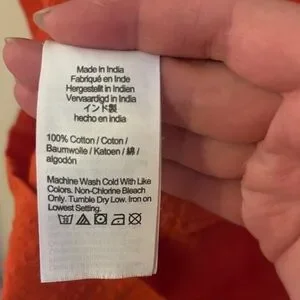 Made in India
Fabriqué en Inde
Hergestellt in Indien
Vervaardigd in India
インド製
hecho en india
100% Cotton / Coton /
Baumwolle / Katoen / 綿 /
algodón
Machine Wash Cold With Like
Colors. Non-Chlorine Bleach
Only. Tumble Dry Low. Iron on
Lowest Setting.